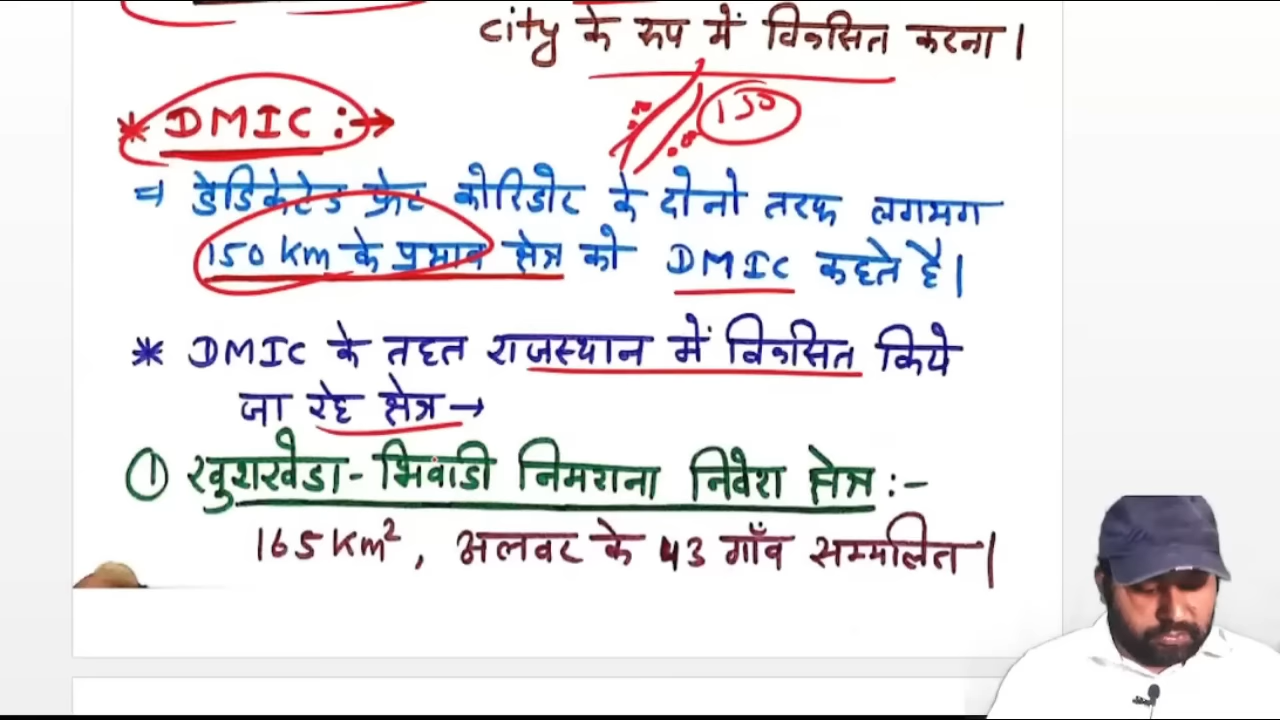 city के रुप में विकसित करना।
150
* DMIC :→
⇒ डेडिकेटेड फ्रेट कोरिडोर के दोनो तरफ लगभग
150 km के प्रभाव क्षेत्र को DMIC कहते है।
* DMIC के तहत राजस्थान में विकसित किये
जा रहे क्षेत्र →
① खुशखेडा - भिवाडी निमराना निवेश क्षेत्र :-
165 Km², अलवर के 43 गाँव सम्मलित।